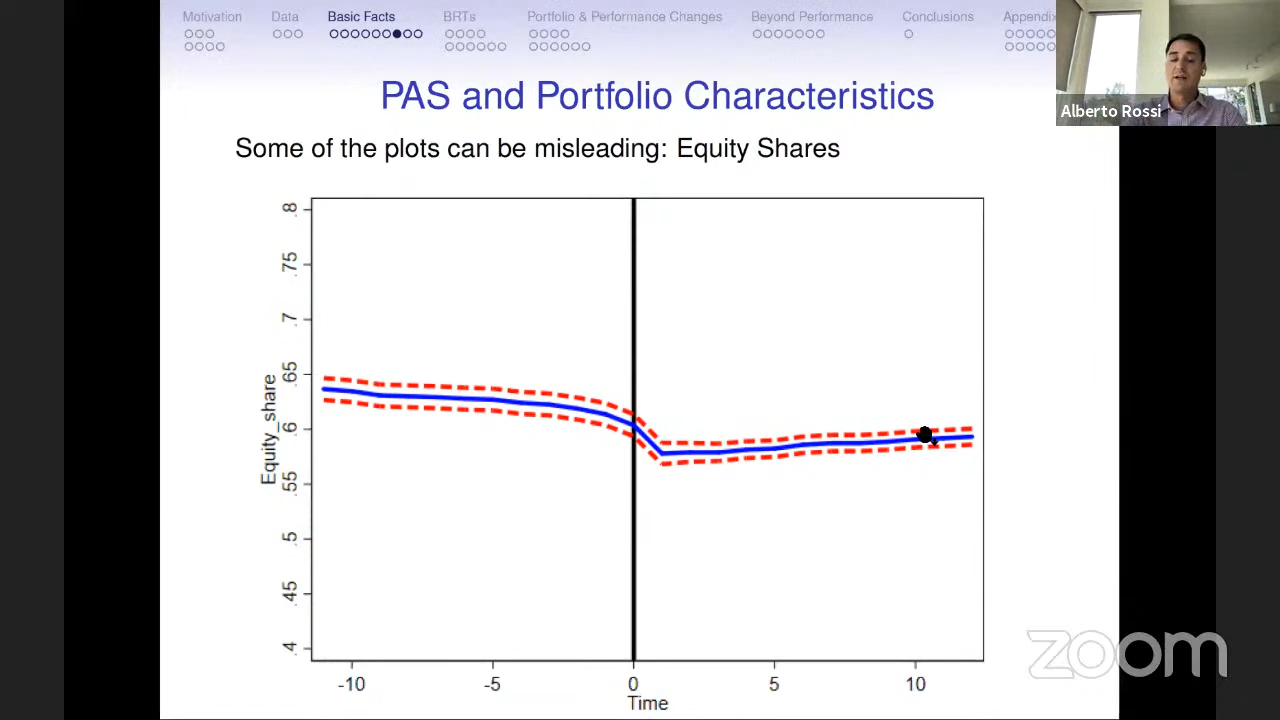 Motivation Data Basic Facts BRTs Portfolio & Performance Changes Beyond Performance Conclusions Appendix
Alberto Rossi
PAS and Portfolio Characteristics
Some of the plots can be misleading: Equity Shares
.8
.75
.7
.65
.6
.55
.5
.45
.4
Equity_share
-10 -5 0 5 10
Time
zoom